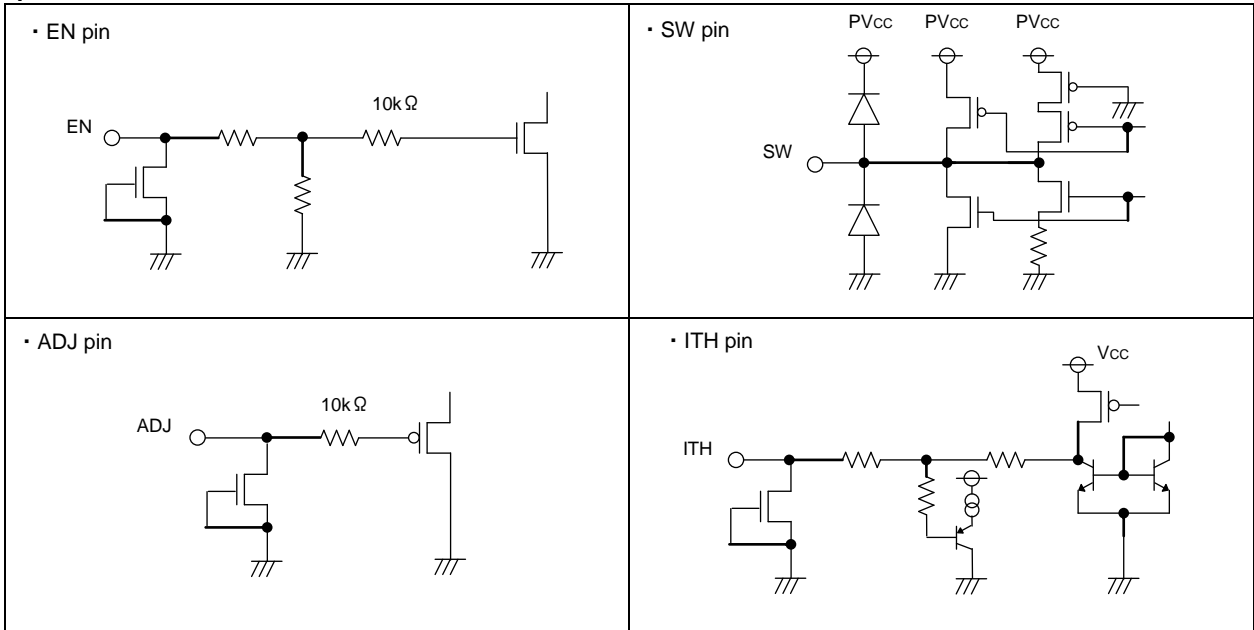 ・EN pin
10kΩ
EN
・SW pin
PVcc PVcc PVcc
SW
・ADJ pin
10kΩ
ADJ
・ITH pin
Vcc
ITH